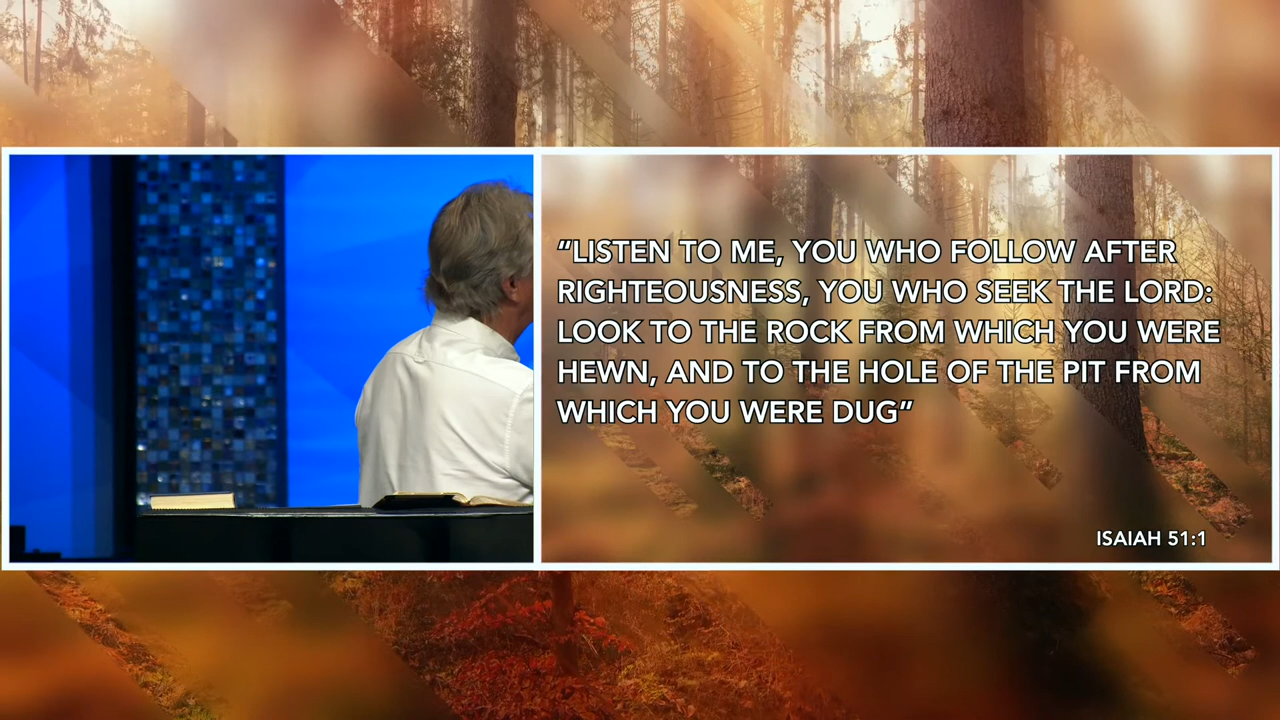 “LISTEN TO ME, YOU WHO FOLLOW AFTER
RIGHTEOUSNESS, YOU WHO SEEK THE LORD:
LOOK TO THE ROCK FROM WHICH YOU WERE
HEWN, AND TO THE HOLE OF THE PIT FROM
WHICH YOU WERE DUG”
ISAIAH 51:1